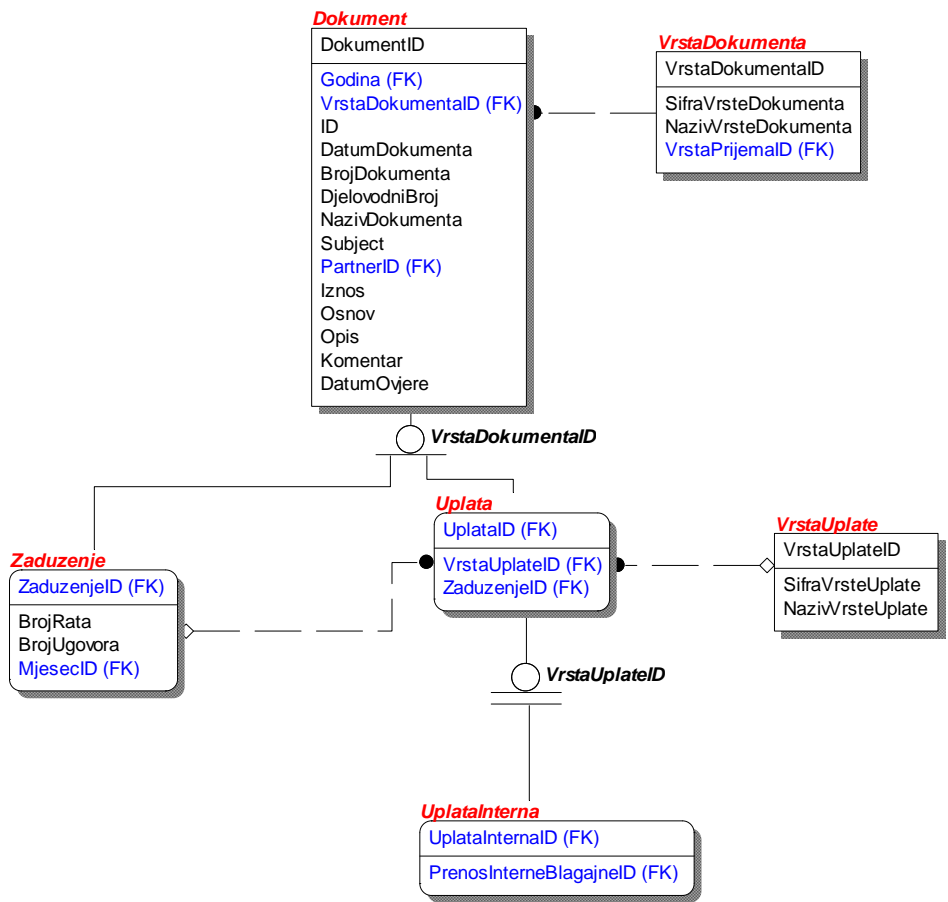 Dokument
DokumentID
Godina (FK)
VrstaDokumentaID (FK)
ID
DatumDokumenta
BrojDokumenta
DjelovodniBroj
NazivDokumenta
Subject
PartnerID (FK)
Iznos
Osnov
Opis
Komentar
DatumOvjere
VrstaDokumenta
VrstaDokumentaID
SifraVrsteDokumenta
NazivVrsteDokumenta
VrstaPrijemaID (FK)
VrstaDokumentaID
Zaduzenje
ZaduzenjeID (FK)
BrojRata
BrojUgovora
MjesecID (FK)
Uplata
UplataID (FK)
VrstaUplateID (FK)
ZaduzenjeID (FK)
VrstaUplate
VrstaUplateID
SifraVrsteUplate
NazivVrsteUplate
VrstaUplateID
UplataInterna
UplataInternaID (FK)
PrenosInterneBlagajneID (FK)